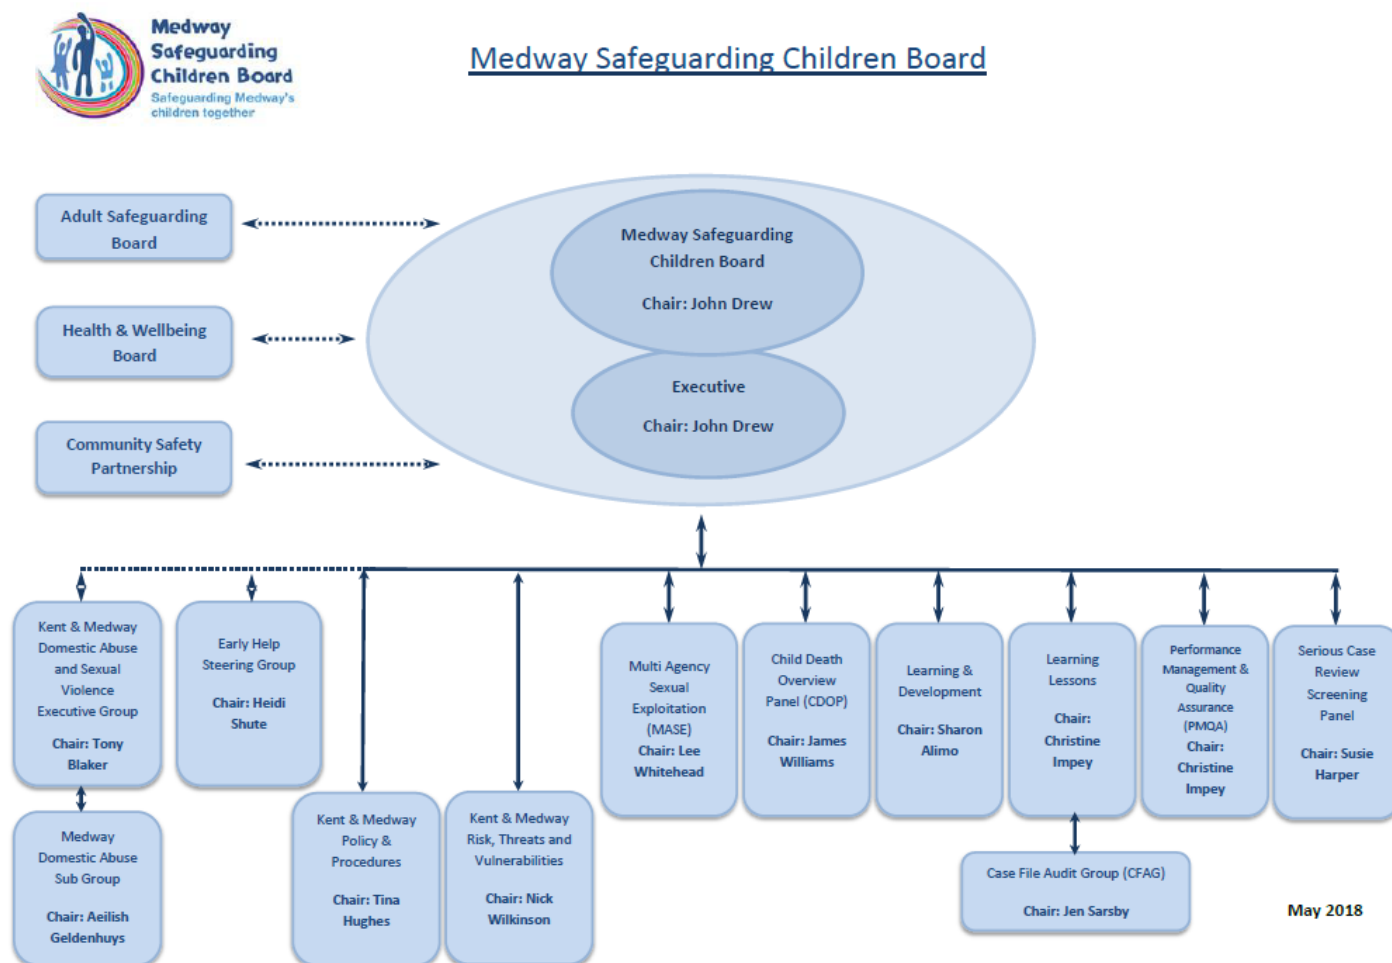 Medway
Safeguarding
Children Board
Safeguarding Medway's
children together
Medway Safeguarding Children Board
Adult Safeguarding
Board
Health & Wellbeing
Board
Community Safety
Partnership
Medway Safeguarding
Children Board
Chair: John Drew
Executive
Chair: John Drew
Kent & Medway
Domestic Abuse
and Sexual
Violence
Executive Group
Chair: Tony
Blaker
Early Help
Steering Group
Chair: Heidi
Shute
Multi Agency
Sexual
Exploitation
(MASE)
Chair: Lee
Whitehead
Child Death
Overview
Panel (CDOP)
Chair: James
Williams
Learning &
Development
Chair: Sharon
Alimo
Learning
Lessons
Chair:
Christine
Impey
Performance
Management &
Quality
Assurance
(PMQA)
Chair:
Christine
Impey
Serious Case
Review
Screening
Panel
Chair: Susie
Harper
Medway
Domestic Abuse
Sub Group
Chair: Aeilish
Geldenhuys
Kent & Medway
Policy &
Procedures
Chair: Tina
Hughes
Kent & Medway
Risk, Threats and
Vulnerabilities
Chair: Nick
Wilkinson
Case File Audit Group (CFAG)
Chair: Jen Sarsby
May 2018